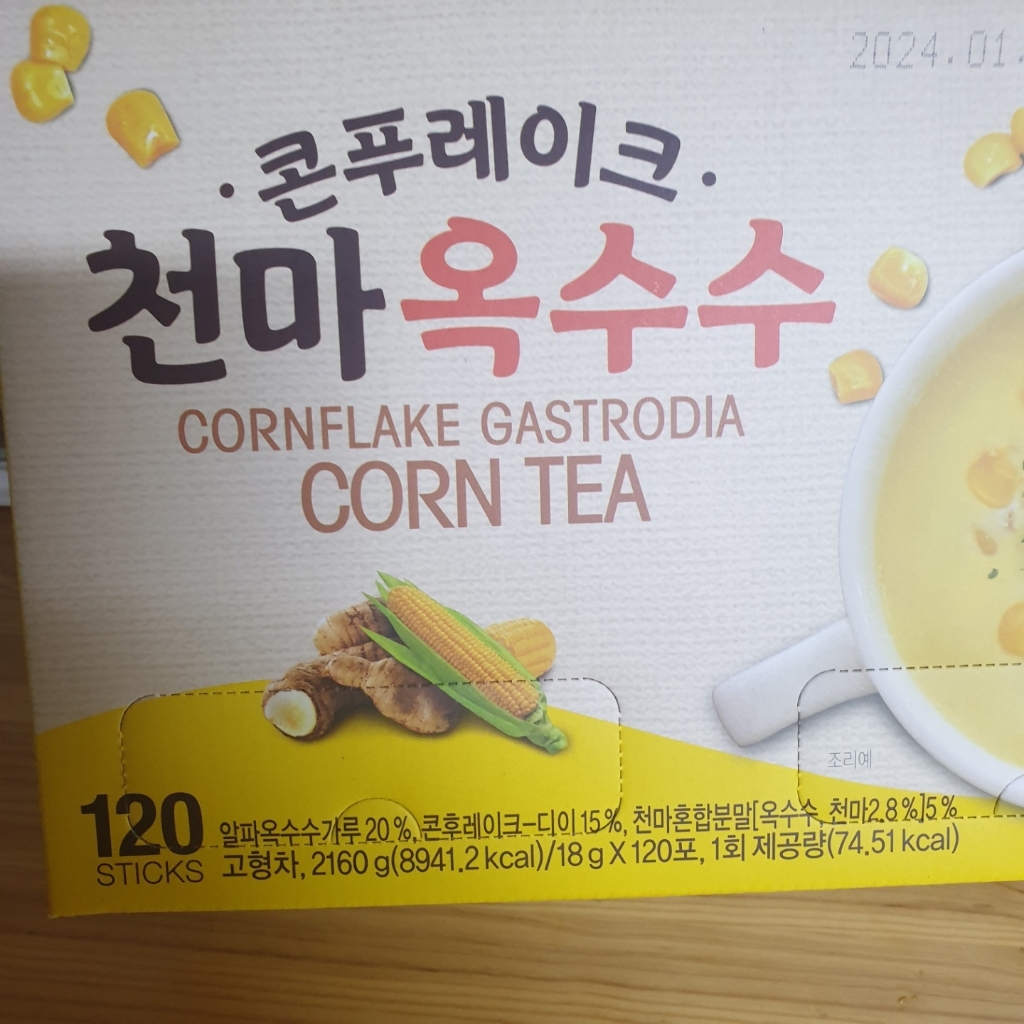 2024.01.
·콘푸레이크·
천마옥수수
CORNFLAKE GASTRODIA
CORN TEA
조리예
120
STICKS
알파옥수수가루 20%, 콘후레이크-디이 15%, 천마혼합분말[옥수수, 천마2.8%]5%
고형차, 2160 g(8941.2 kcal)/18 g X 120포, 1회 제공량(74.51 kcal)